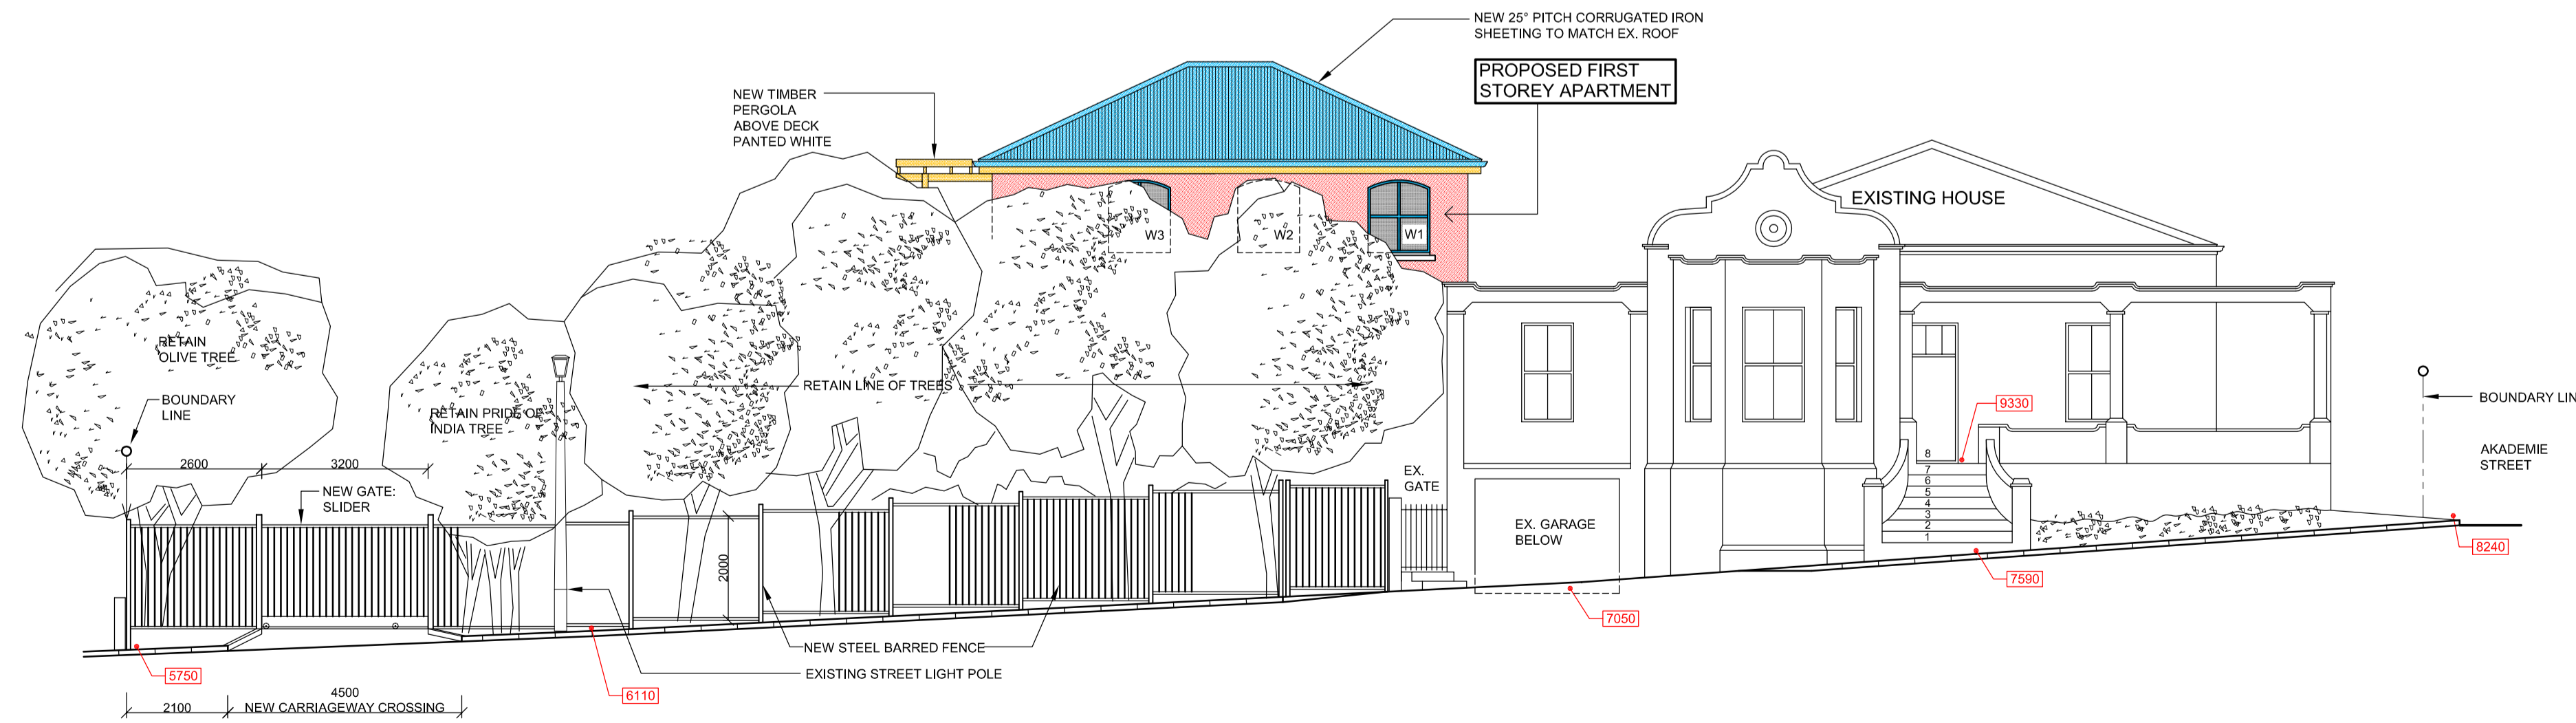 NEW 25° PITCH CORRUGATED IRON
SHEETING TO MATCH EX. ROOF
PROPOSED FIRST
STOREY APARTMENT
NEW TIMBER
PERGOLA
ABOVE DECK
PANTED WHITE
EXISTING HOUSE
W3
W2
W1
RETAIN
OLIVE TREE
RETAIN LINE OF TREES
RETAIN PRIDE OF
INDIA TREE
BOUNDARY
LINE
9330
BOUNDARY LIN
AKADEMIE
STREET
2600
3200
NEW GATE:
SLIDER
EX.
GATE
8
7
6
5
4
3
2
1
EX. GARAGE
BELOW
2000
8240
7590
7050
NEW STEEL BARRED FENCE
EXISTING STREET LIGHT POLE
5750
6110
4500
2100
NEW CARRIAGEWAY CROSSING